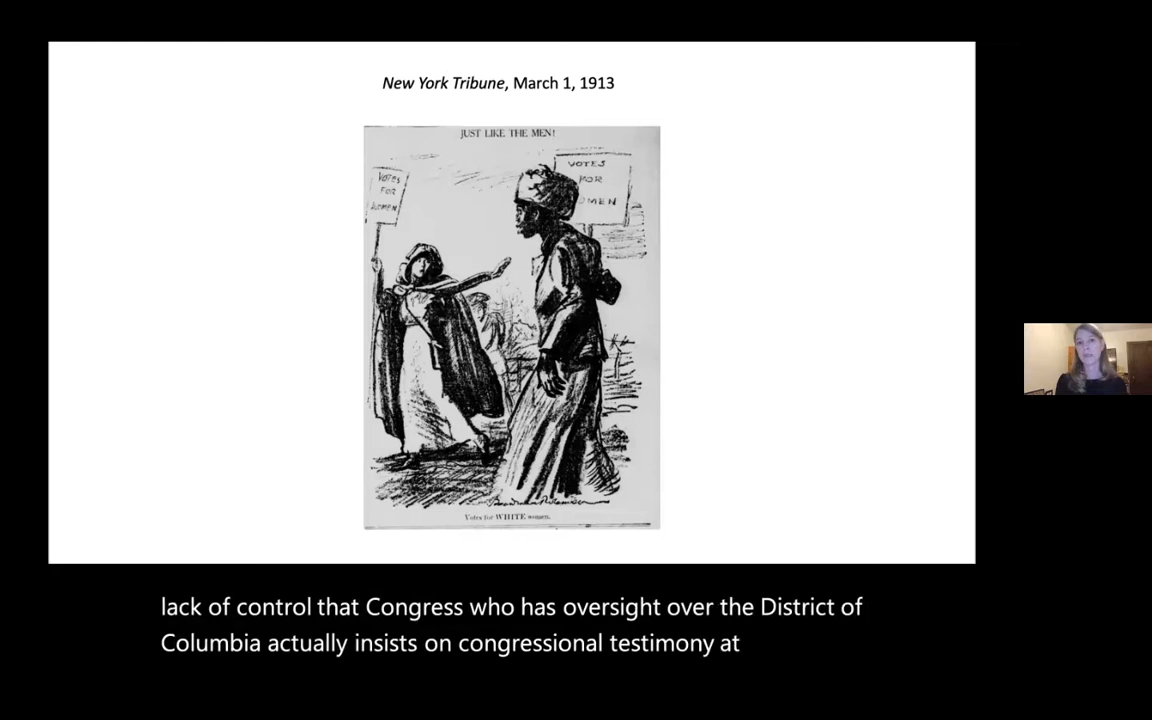 New York Tribune, March 1, 1913
JUST LIKE THE MEN!
VOTES
FOR
WOMEN
VOTES
FOR
OMEN
Votes for WHITE women.
lack of control that Congress who has oversight over the District of
Columbia actually insists on congressional testimony at